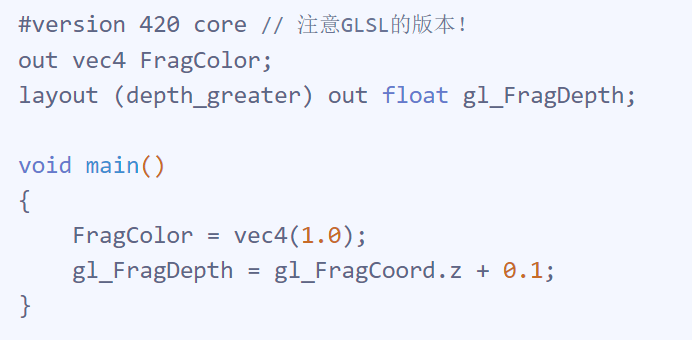 #version 420 core // 注意GLSL的版本！
out vec4 FragColor;
layout (depth_greater) out float gl_FragDepth;
void main()
{
FragColor = vec4(1.0);
gl_FragDepth = gl_FragCoord.z + 0.1;
}